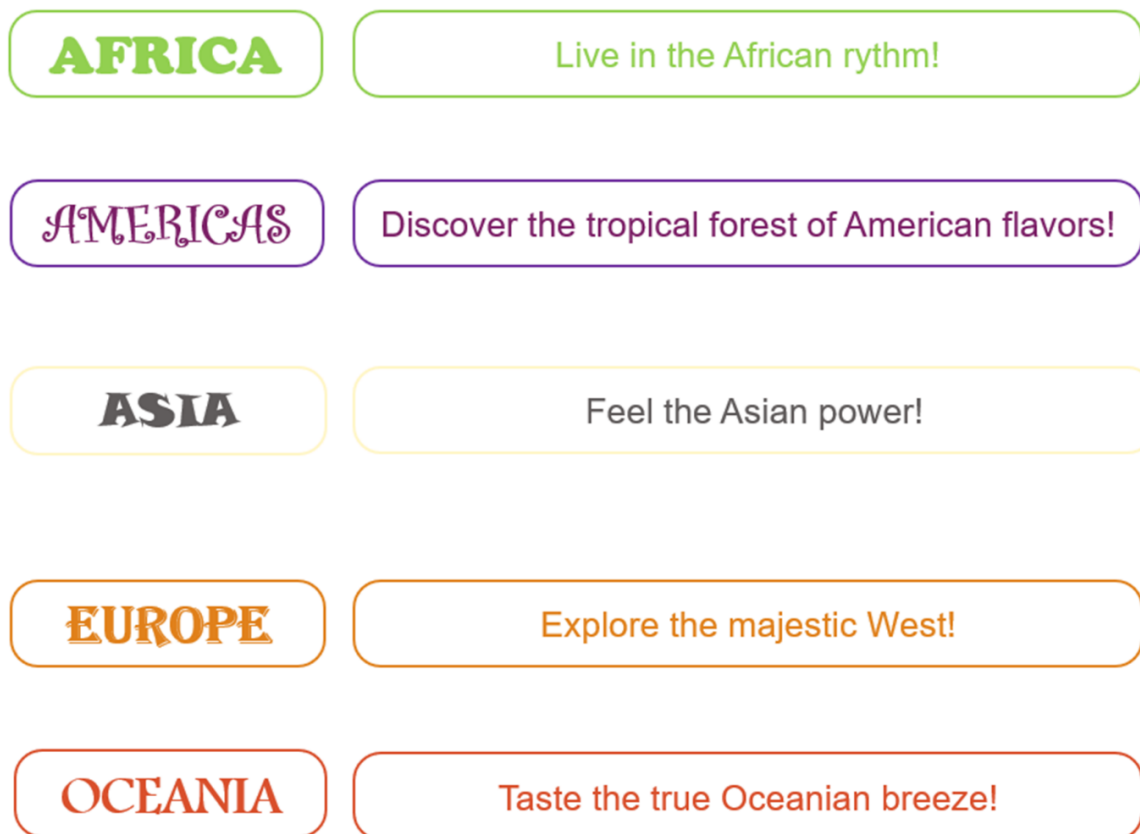 AFRICA
Live in the African rythm!
AMERICAS
Discover the tropical forest of American flavors!
ASIA
Feel the Asian power!
EUROPE
Explore the majestic West!
OCEANIA
Taste the true Oceanian breeze!